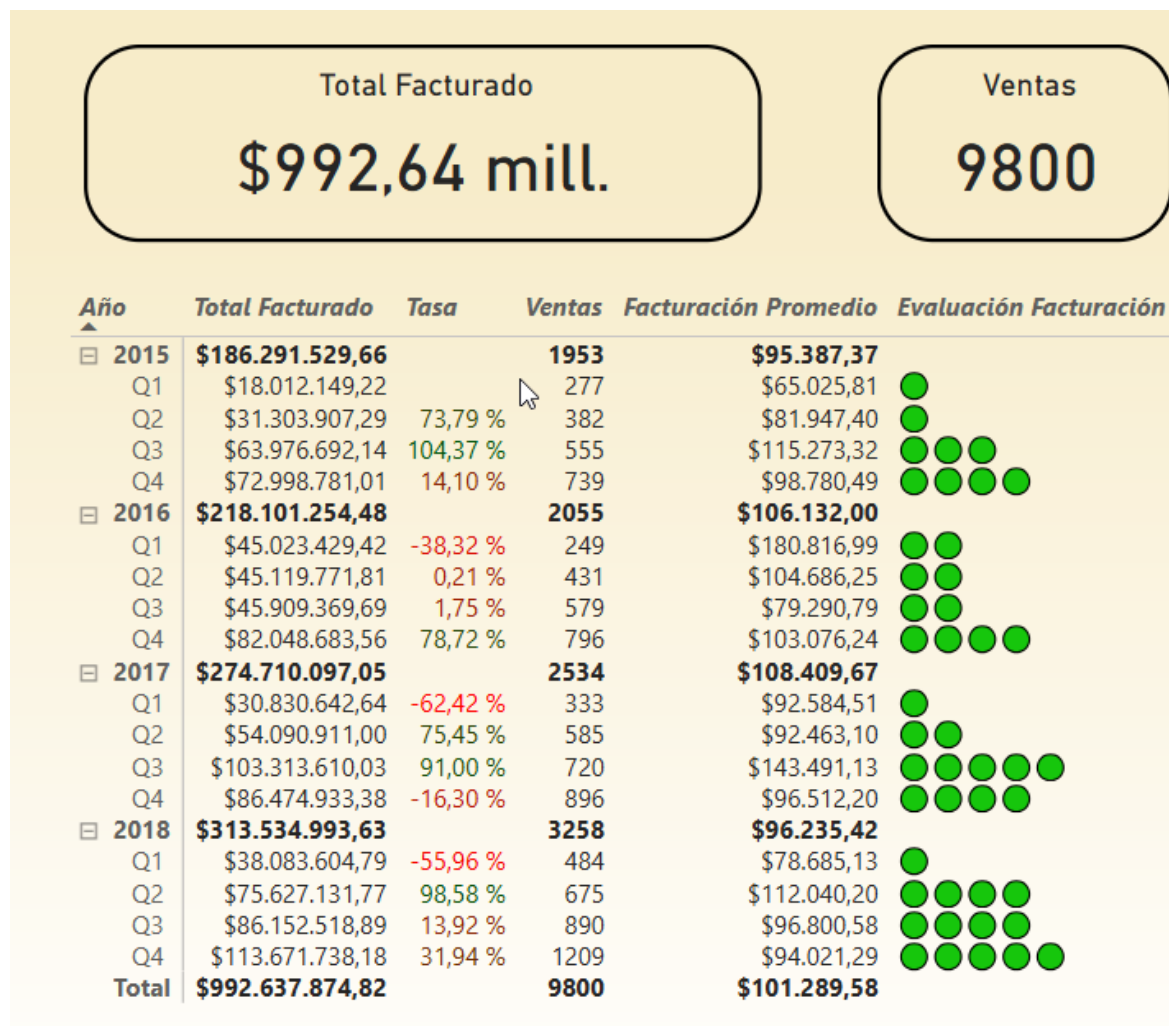 Total Facturado Ventas
$992,64 mill. 9800
Año Total Facturado Tasa Ventas Facturación Promedio Evaluación Facturación
2015 $186.291.529,66 1953 $95.387,37
Q1 $18.012.149,22 277 $65.025,81
Q2 $31.303.907,29 73,79 % 382 $81.947,40
Q3 $63.976.692,14 104,37 % 555 $115.273,32
Q4 $72.998.781,01 14,10 % 739 $98.780,49
2016 $218.101.254,48 2055 $106.132,00
Q1 $45.023.429,42 -38,32 % 249 $180.816,99
Q2 $45.119.771,81 0,21 % 431 $104.686,25
Q3 $45.909.369,69 1,75 % 579 $79.290,79
Q4 $82.048.683,56 78,72 % 796 $103.076,24
2017 $274.710.097,05 2534 $108.409,67
Q1 $30.830.642,64 -62,42 % 333 $92.584,51
Q2 $54.090.911,00 75,45 % 585 $92.463,10
Q3 $103.313.610,03 91,00 % 720 $143.491,13
Q4 $86.474.933,38 -16,30 % 896 $96.512,20
2018 $313.534.993,63 3258 $96.235,42
Q1 $38.083.604,79 -55,96 % 484 $78.685,13
Q2 $75.627.131,77 98,58 % 675 $112.040,20
Q3 $86.152.518,89 13,92 % 890 $96.800,58
Q4 $113.671.738,18 31,94 % 1209 $94.021,29
Total $992.637.874,82 9800 $101.289,58